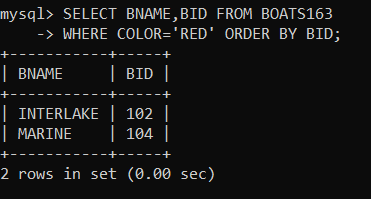 mysql> SELECT BNAME,BID FROM BOATS163
    -> WHERE COLOR='RED' ORDER BY BID;
+-----------+-----+
| BNAME     | BID |
+-----------+-----+
| INTERLAKE | 102 |
| MARINE    | 104 |
+-----------+-----+
2 rows in set (0.00 sec)